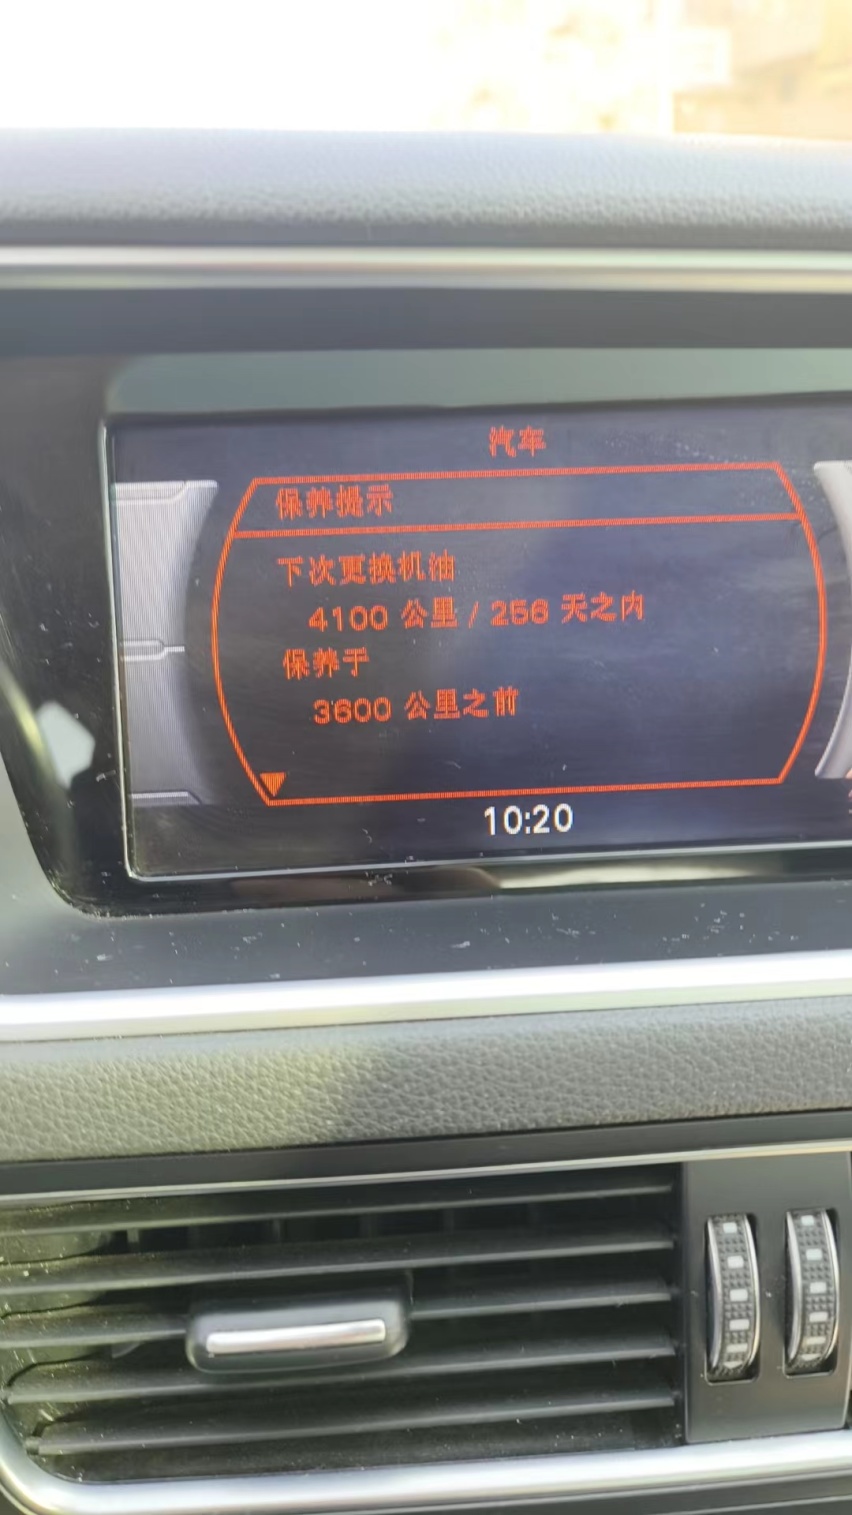 汽车
保养提示
下次更换机油
4100 公里 / 256 天之内
保养于
3600 公里之前
10:20